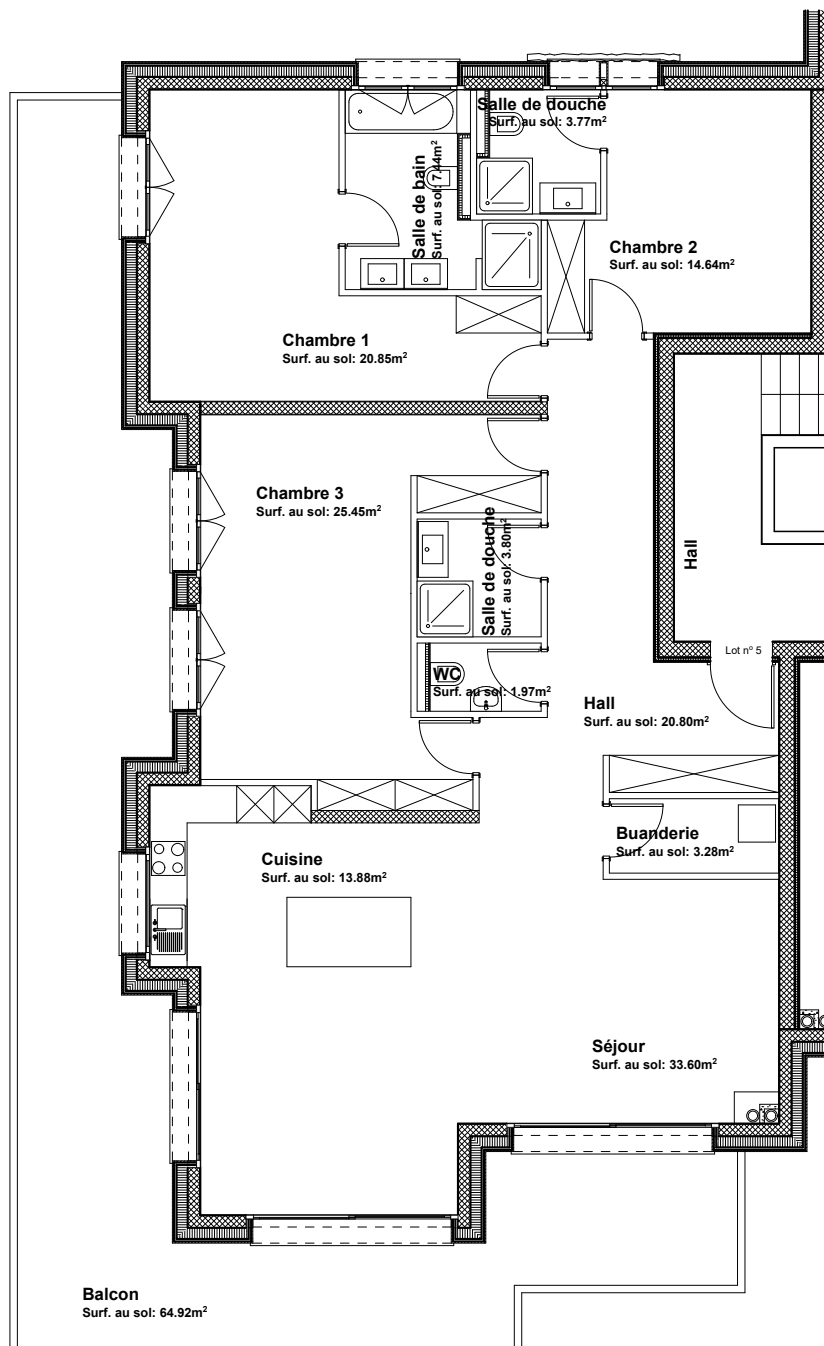 Salle de douche
Surf. au sol: 3.77m²
Salle de bain
Surf. au sol: 7.44m²
Chambre 2
Surf. au sol: 14.64m²
Chambre 1
Surf. au sol: 20.85m²
Chambre 3
Surf. au sol: 25.45m²
Salle de douche
Surf. au sol: 3.80m²
Hall
Lot nº 5
WC
Surf. au sol: 1.97m²
Hall
Surf. au sol: 20.80m²
Buanderie
Surf. au sol: 3.28m²
Cuisine
Surf. au sol: 13.88m²
Séjour
Surf. au sol: 33.60m²
Balcon
Surf. au sol: 64.92m²